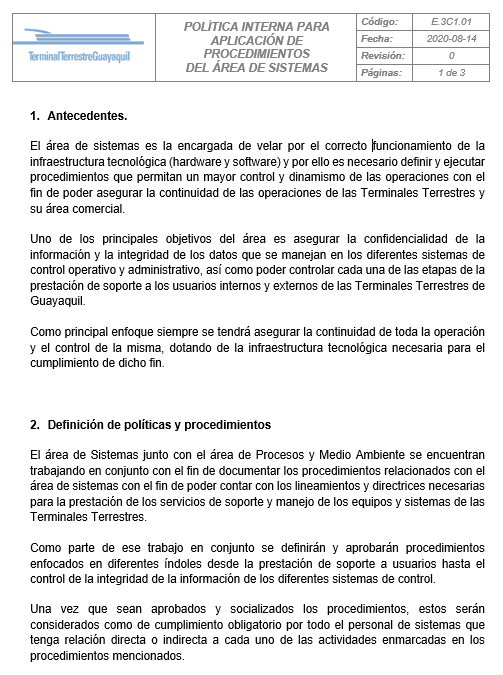 TerminalTerrestreGuayaquil
POLÍTICA INTERNA PARA
APLICACIÓN DE
PROCEDIMIENTOS
DEL ÁREA DE SISTEMAS
Código: E.3C1.01
Fecha: 2020-08-14
Revisión: 0
Páginas: 1 de 3
1. Antecedentes.
El área de sistemas es la encargada de velar por el correcto funcionamiento de la
infraestructura tecnológica (hardware y software) y por ello es necesario definir y ejecutar
procedimientos que permitan un mayor control y dinamismo de las operaciones con el
fin de poder asegurar la continuidad de las operaciones de las Terminales Terrestres y
su área comercial.
Uno de los principales objetivos del área es asegurar la confidencialidad de la
información y la integridad de los datos que se manejan en los diferentes sistemas de
control operativo y administrativo, así como poder controlar cada una de las etapas de la
prestación de soporte a los usuarios internos y externos de las Terminales Terrestres de
Guayaquil.
Como principal enfoque siempre se tendrá asegurar la continuidad de toda la operación
y el control de la misma, dotando de la infraestructura tecnológica necesaria para el
cumplimiento de dicho fin.
2. Definición de políticas y procedimientos
El área de Sistemas junto con el área de Procesos y Medio Ambiente se encuentran
trabajando en conjunto con el fin de documentar los procedimientos relacionados con el
área de sistemas con el fin de poder contar con los lineamientos y directrices necesarias
para la prestación de los servicios de soporte y manejo de los equipos y sistemas de las
Terminales Terrestres.
Como parte de ese trabajo en conjunto se definirán y aprobarán procedimientos
enfocados en diferentes índoles desde la prestación de soporte a usuarios hasta el
control de la integridad de la información de los diferentes sistemas de control.
Una vez que sean aprobados y socializados los procedimientos, estos serán
considerados como de cumplimiento obligatorio por todo el personal de sistemas que
tenga relación directa o indirecta a cada uno de las actividades enmarcadas en los
procedimientos mencionados.